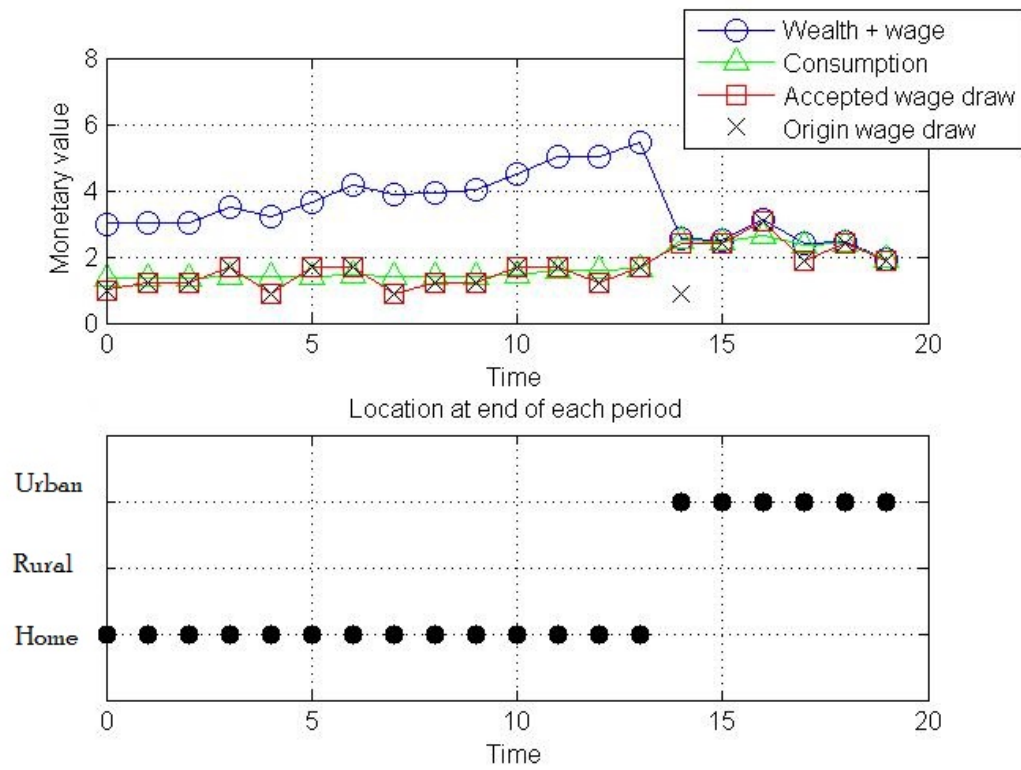 Wealth + wage
Consumption
Accepted wage draw
Origin wage draw
Monetary value
8
6
4
2
0
0 5 10 15 20
Time
Location at end of each period
Urban
Rural
Home
0 5 10 15 20
Time